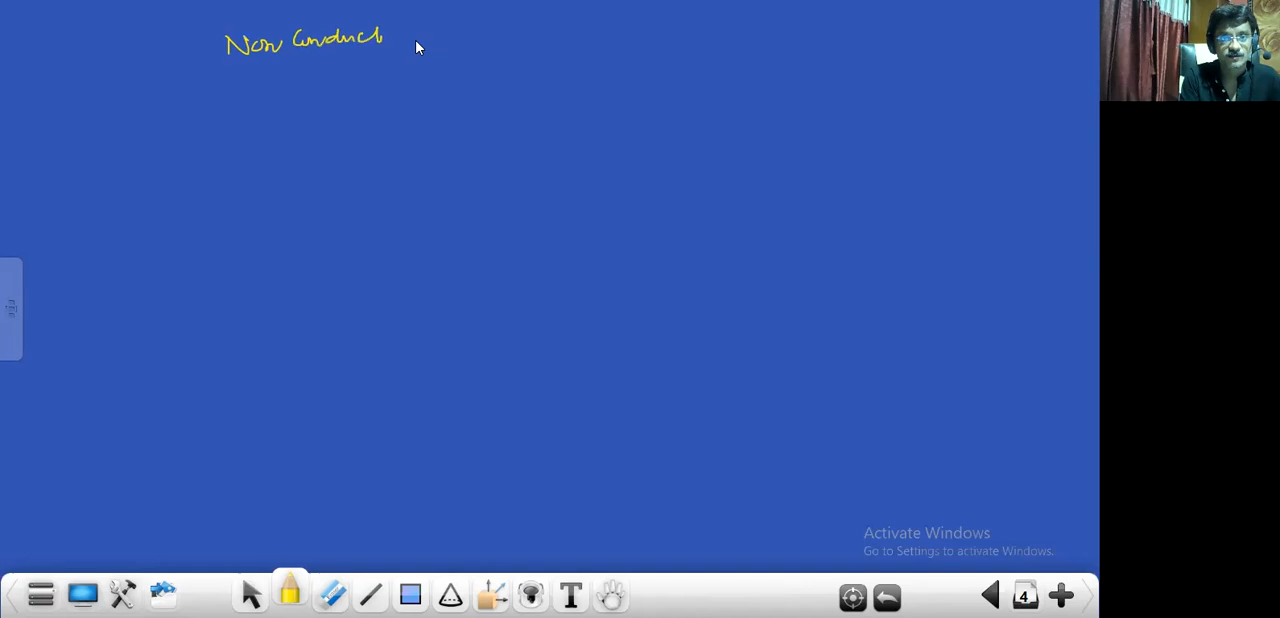 Non Conduct
Activate Windows
Go to Settings to activate Windows.
T
4